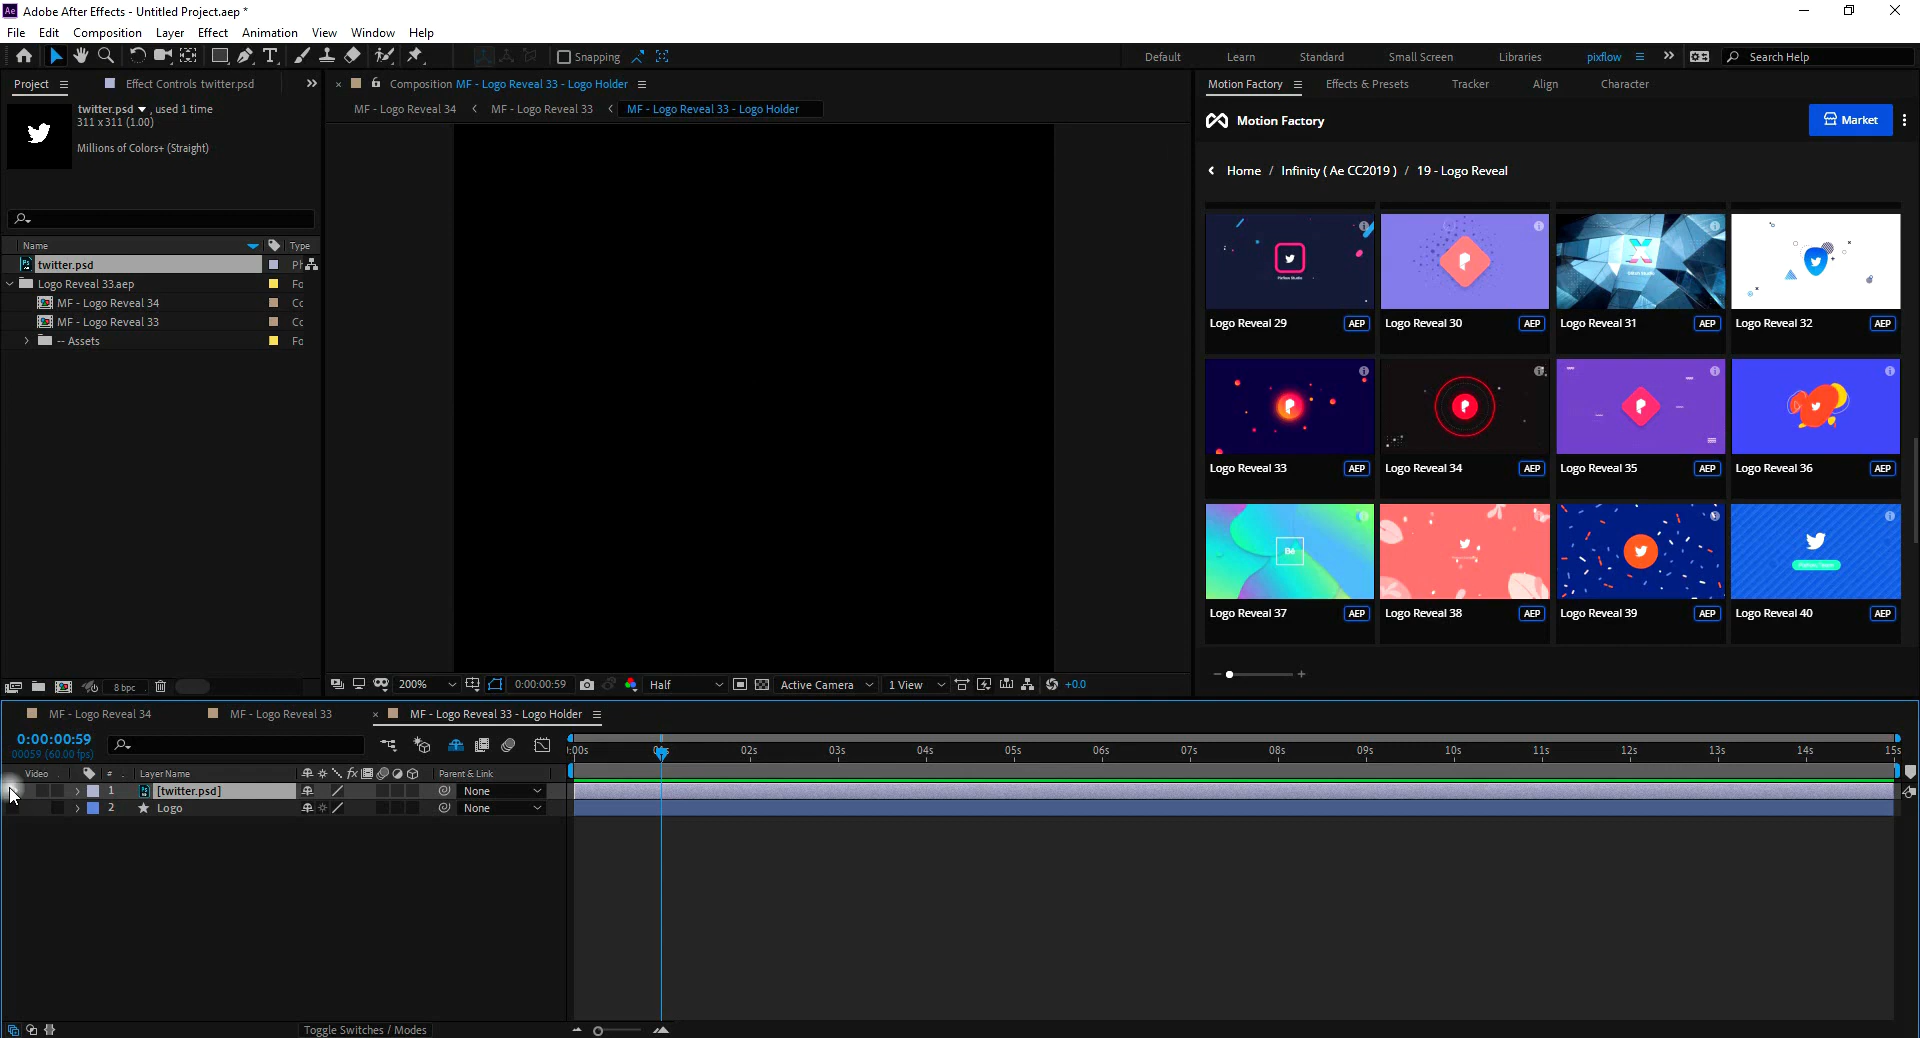 Adobe After Effects - Untitled Project.aep *
File Edit Composition Layer Effect Animation View Window Help
Snapping Default Learn Standard Small Screen Libraries pixflow Search Help
Project Effect Controls twitter.psd
Composition MF - Logo Reveal 33 - Logo Holder
Motion Factory Effects & Presets Tracker Align Character
twitter.psd , used 1 time
311 x 311 (1.00)
Millions of Colors+ (Straight)
MF - Logo Reveal 34 MF - Logo Reveal 33 MF - Logo Reveal 33 - Logo Holder
Motion Factory Market
Home / Infinity ( Ae CC2019 ) / 19 - Logo Reveal
Name Type
twitter.psd
Logo Reveal 33.aep Fo
MF - Logo Reveal 34 Cc
MF - Logo Reveal 33 Cc
-- Assets Fo
Logo Reveal 29 AEP Logo Reveal 30 AEP Logo Reveal 31 AEP Logo Reveal 32 AEP
Logo Reveal 33 AEP Logo Reveal 34 AEP Logo Reveal 35 AEP Logo Reveal 36 AEP
Bē
Logo Reveal 37 AEP Logo Reveal 38 AEP Logo Reveal 39 AEP Logo Reveal 40 AEP
8 bpc
200% 0:00:00:59 Half Active Camera 1 View +0.0
MF - Logo Reveal 34 MF - Logo Reveal 33 MF - Logo Reveal 33 - Logo Holder
0:00:00:59
00059 (60.00 fps)
:00s 02s 03s 04s 05s 06s 07s 08s 09s 10s 11s 12s 13s 14s 15s
Video # Layer Name Parent & Link
1 [twitter.psd] None
2 Logo None
Toggle Switches / Modes